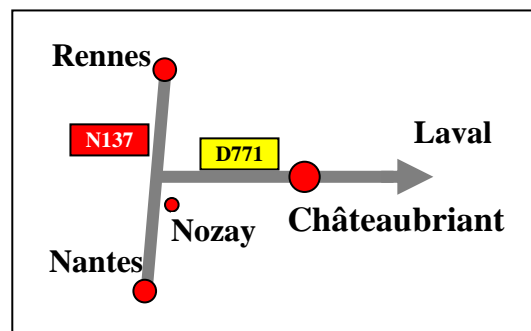 Rennes
N137
D771
Laval
Châteaubriant
Nozay
Nantes